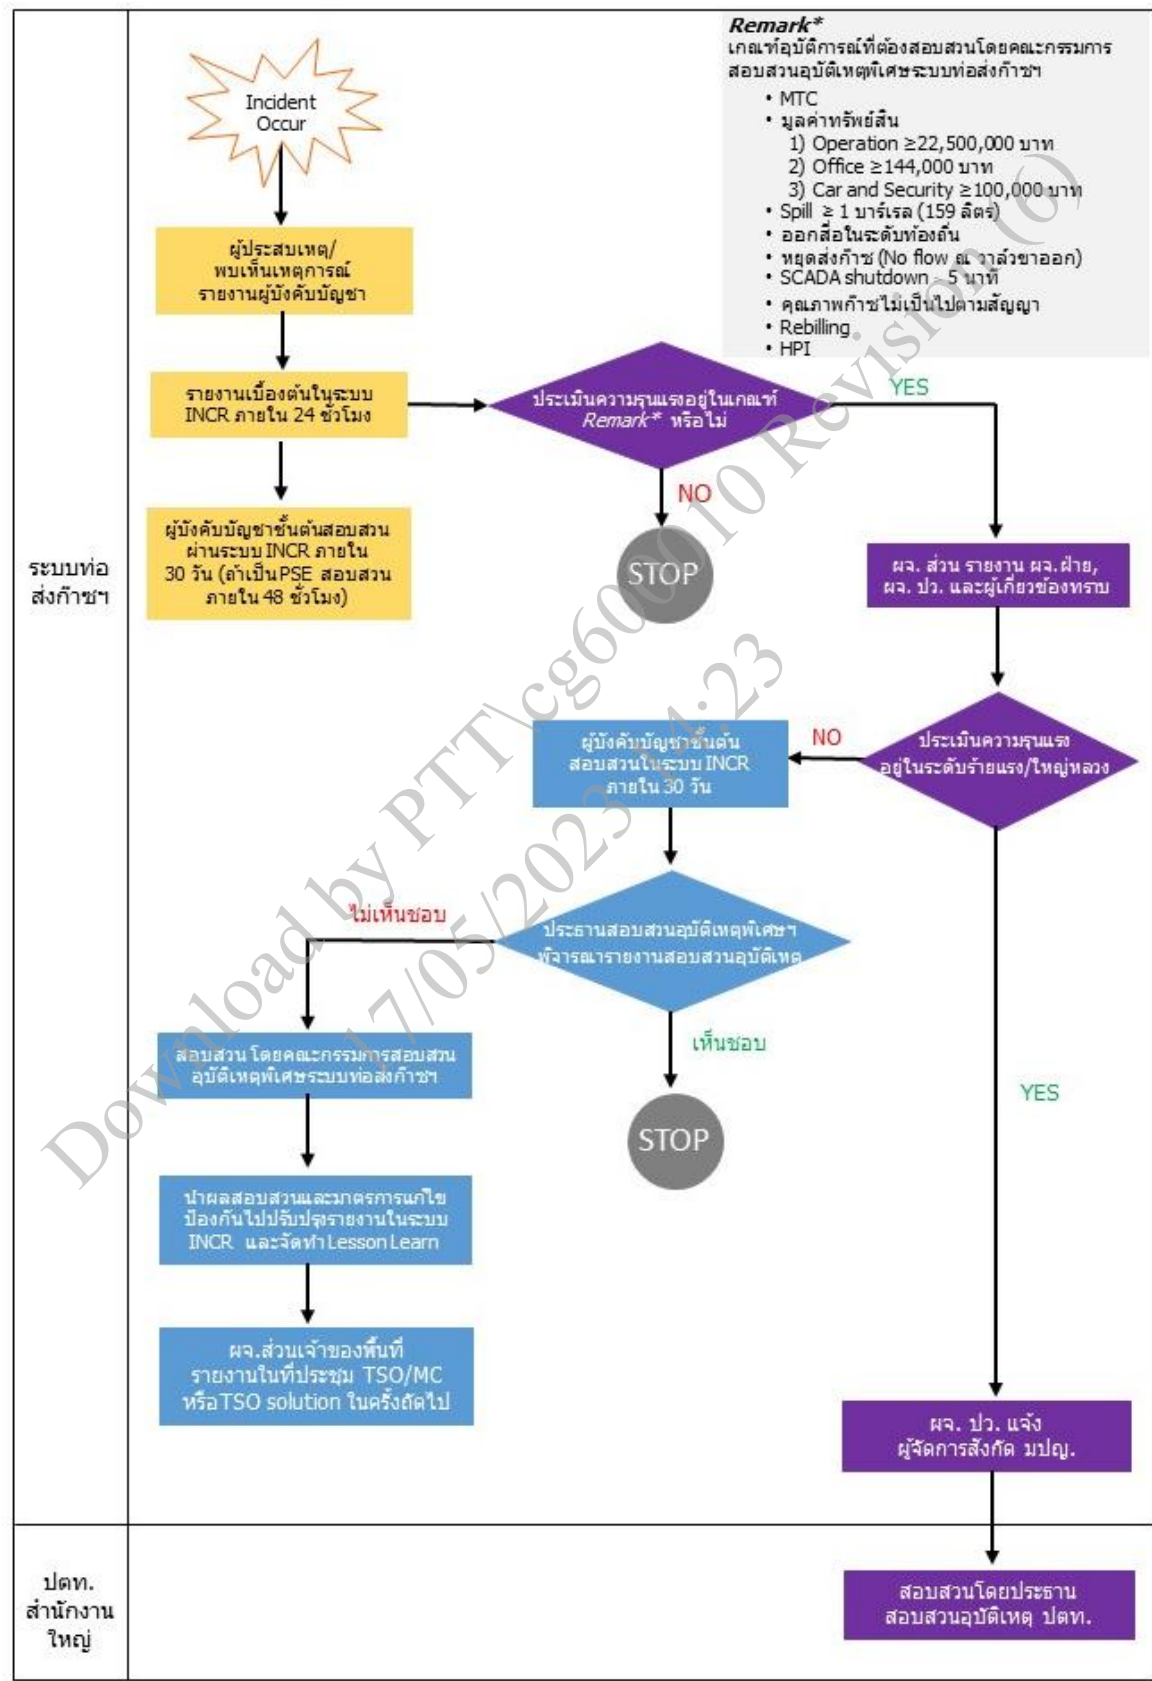 Remark*
เกณฑ์อุบัติการณ์ที่ต้องสอบสวนโดยคณะกรรมการ
สอบสวนอุบัติเหตุพิเศษระบบท่อส่งก๊าซฯ
• MTC
• มูลค่าทรัพย์สิน
1) Operation ≥22,500,000 บาท
2) Office ≥144,000 บาท
3) Car and Security ≥100,000 บาท
• Spill ≥ 1 บาร์เรล (159 ลิตร)
• ออกสื่อในระดับท้องถิ่น
• หยุดส่งก๊าซ (No flow ณ วาล์วขาออก)
• SCADA shutdown 5 นาที
• คุณภาพก๊าซไม่เป็นไปตามสัญญา
• Rebilling
• HPI
Incident
Occur
ผู้ประสบเหตุ/
พบเห็นเหตุการณ์
รายงานผู้บังคับบัญชา
รายงานเบื้องต้นในระบบ
INCR ภายใน 24 ชั่วโมง
ประเมินความรุนแรงอยู่ในเกณฑ์
Remark* หรือไม่
YES
NO
STOP
ผู้บังคับบัญชาชั้นต้นสอบสวน
ผ่านระบบ INCR ภายใน
30 วัน (ถ้าเป็น PSE สอบสวน
ภายใน 48 ชั่วโมง)
ระบบท่อ
ส่งก๊าซฯ
ผจ. ส่วน รายงาน ผจ.ฝ่าย,
ผจ. ปว. และผู้เกี่ยวข้องทราบ
ประเมินความรุนแรง
อยู่ในระดับร้ายแรง/ใหญ่หลวง
NO
ผู้บังคับบัญชาชั้นต้น
สอบสวนในระบบ INCR
ภายใน 30 วัน
ประธานสอบสวนอุบัติเหตุพิเศษฯ
พิจารณารายงานสอบสวนอุบัติเหตุ
ไม่เห็นชอบ
เห็นชอบ
STOP
YES
สอบสวน โดยคณะกรรมการสอบสวน
อุบัติเหตุพิเศษระบบท่อส่งก๊าซฯ
นำผลสอบสวนและมาตรการแก้ไข
ป้องกันไปปรับปรุงรายงานในระบบ
INCR และจัดทำ Lesson Learn
ผจ.ส่วนเจ้าของพื้นที่
รายงานในที่ประชุม TSO/MC
หรือ TSO solution ในครั้งถัดไป
ผจ. ปว. แจ้ง
ผู้จัดการสังกัด มปญ.
ปตท.
สำนักงาน
ใหญ่
สอบสวนโดยประธาน
สอบสวนอุบัติเหตุ ปตท.
Download by PTT\cg600010 Revision (6)
17/05/2023 14:23